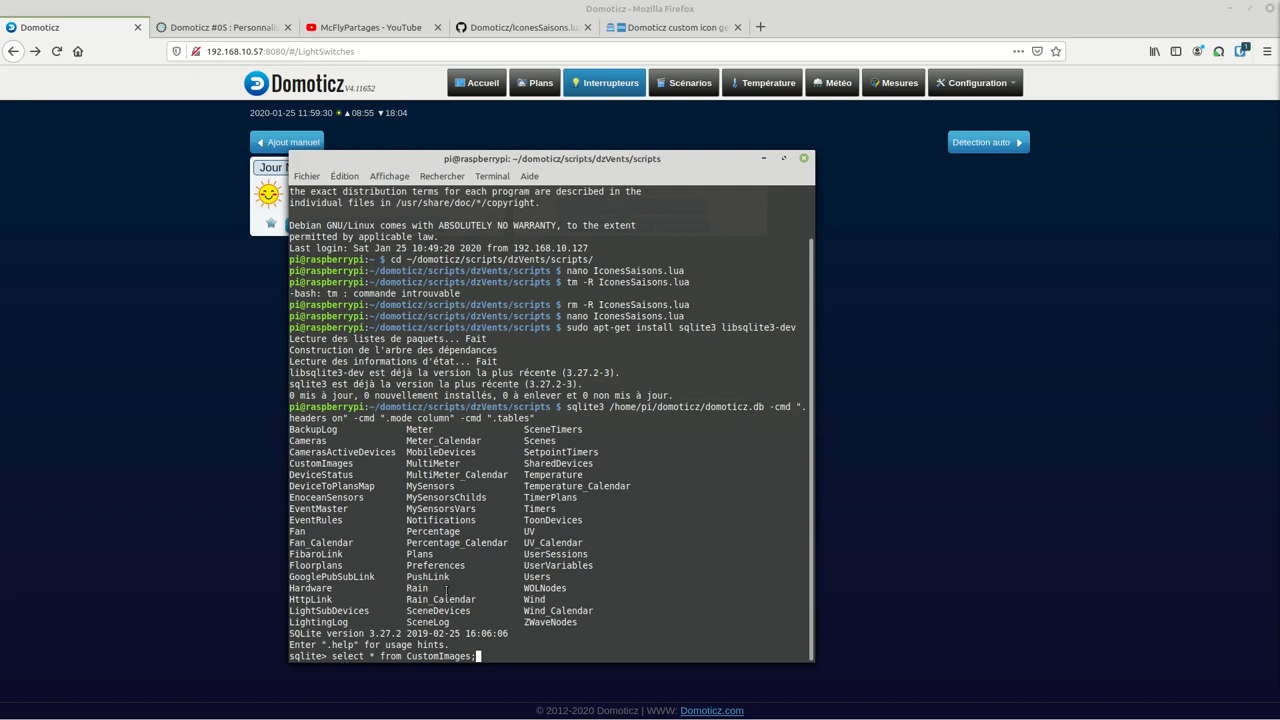 Domoticz - Mozilla Firefox
Domoticz
Domoticz #05 : Personnalis
McFlyPartages - YouTube
Domoticz/IconesSaisons.lua
Domoticz custom icon ge
192.168.10.57:8080/#/LightSwitches
1
Domoticz V4.11652
Accueil
Plans
Interrupteurs
Scénarios
Température
Météo
Mesures
Configuration
2020-01-25 11:59:30 ☀▲08:55 ▼18:04
Ajout manuel
Détection auto
Jour N
pi@raspberrypi: ~/domoticz/scripts/dzVents/scripts
Fichier Édition Affichage Rechercher Terminal Aide
the exact distribution terms for each program are described in the
individual files in /usr/share/doc/*/copyright.
Debian GNU/Linux comes with ABSOLUTELY NO WARRANTY, to the extent
permitted by applicable law.
Last login: Sat Jan 25 10:49:20 2020 from 192.168.10.127
pi@raspberrypi:~ $ cd ~/domoticz/scripts/dzVents/scripts/
pi@raspberrypi:~/domoticz/scripts/dzVents/scripts $ nano IconesSaisons.lua
pi@raspberrypi:~/domoticz/scripts/dzVents/scripts $ tm -R IconesSaisons.lua
-bash: tm : commande introuvable
pi@raspberrypi:~/domoticz/scripts/dzVents/scripts $ rm -R IconesSaisons.lua
pi@raspberrypi:~/domoticz/scripts/dzVents/scripts $ nano IconesSaisons.lua
pi@raspberrypi:~/domoticz/scripts/dzVents/scripts $ sudo apt-get install sqlite3 libsqlite3-dev
Lecture des listes de paquets... Fait
Construction de l'arbre des dépendances
Lecture des informations d'état... Fait
libsqlite3-dev est déjà la version la plus récente (3.27.2-3).
sqlite3 est déjà la version la plus récente (3.27.2-3).
0 mis à jour, 0 nouvellement installés, 0 à enlever et 0 non mis à jour.
pi@raspberrypi:~/domoticz/scripts/dzVents/scripts $ sqlite3 /home/pi/domoticz/domoticz.db -cmd ".
headers on" -cmd ".mode column" -cmd ".tables"
BackupLog Meter SceneTimers
Cameras Meter_Calendar Scenes
CamerasActiveDevices MobileDevices SetpointTimers
CustomImages MultiMeter SharedDevices
DeviceStatus MultiMeter_Calendar Temperature
DeviceToPlansMap MySensors Temperature_Calendar
EnoceanSensors MySensorsChilds TimerPlans
EventMaster MySensorsVars Timers
EventRules Notifications ToonDevices
Fan Percentage UV
Fan_Calendar Percentage_Calendar UV_Calendar
FibaroLink Plans UserSessions
Floorplans Preferences UserVariables
GooglePubSubLink PushLink Users
Hardware Rain WOLNodes
HttpLink Rain_Calendar Wind
LightSubDevices SceneDevices Wind_Calendar
LightingLog SceneLog ZWaveNodes
SQLite version 3.27.2 2019-02-25 16:06:06
Enter ".help" for usage hints.
sqlite> select * from CustomImages;
© 2012-2020 Domoticz | WWW: Domoticz.com